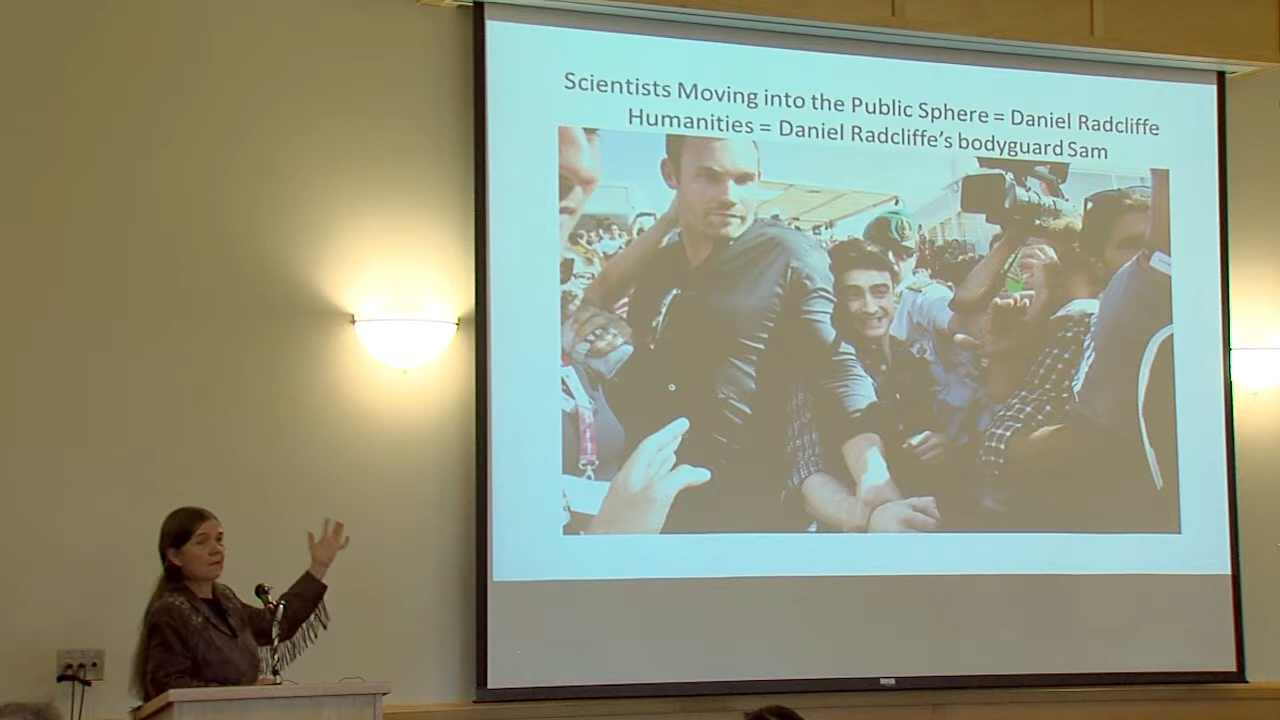 Scientists Moving into the Public Sphere = Daniel Radcliffe
Humanities = Daniel Radcliffe's bodyguard Sam